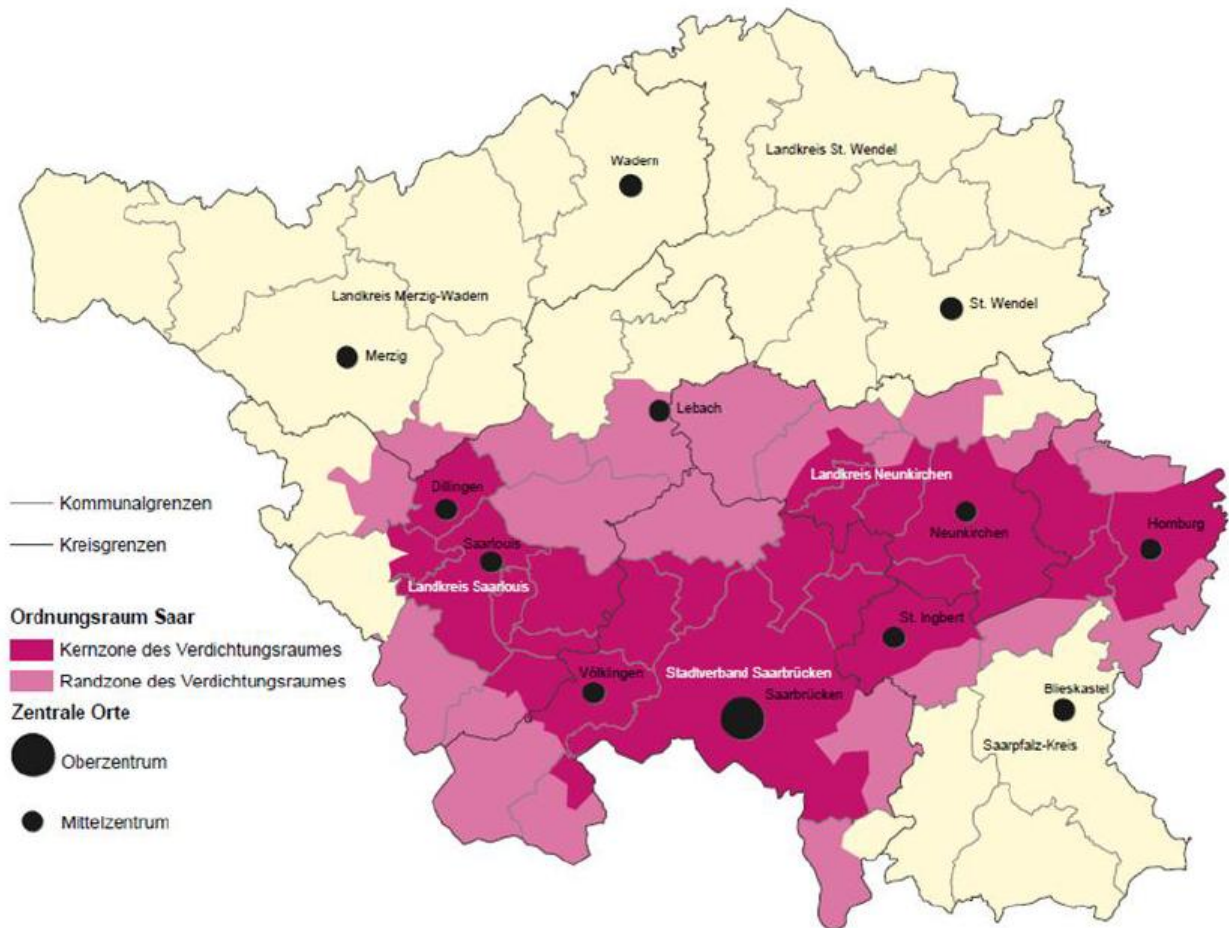 Landkreis St. Wendel
Wadern
St. Wendel
Landkreis Merzig-Wadern
Merzig
Lebach
Landkreis Neunkirchen
Dillingen
Neunkirchen
Homburg
Saarlouis
Landkreis Saarlouis
St. Ingbert
Völklingen
Stadtverband Saarbrücken
Saarbrücken
Blieskastel
Saarpfalz-Kreis
Kommunalgrenzen
Kreisgrenzen
Ordnungsraum Saar
Kernzone des Verdichtungsraumes
Randzone des Verdichtungsraumes
Zentrale Orte
Oberzentrum
Mittelzentrum